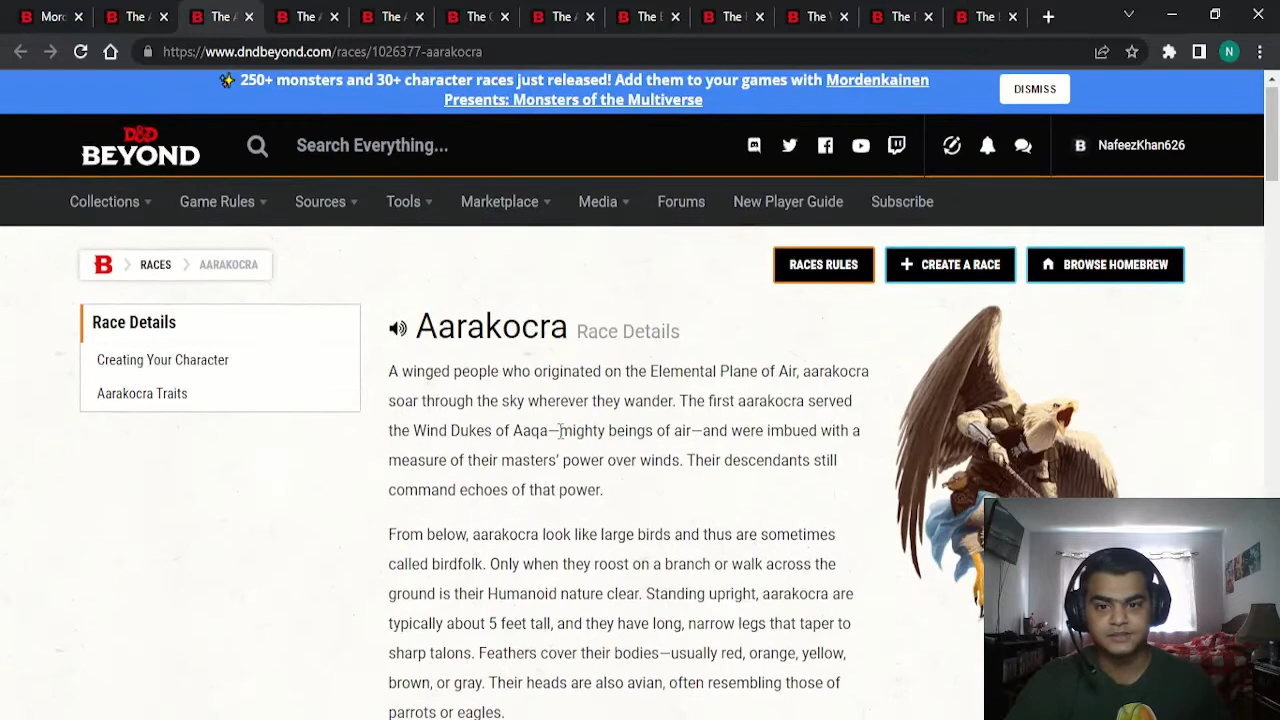 Mord
The A
The A
The A
The A
The C
The A
The E
The
The V
The E
The E
https://www.dndbeyond.com/races/1026377-aarakocra
N
250+ monsters and 30+ character races just released! Add them to your games with Mordenkainen
Presents: Monsters of the Multiverse
DISMISS
D&D
BEYOND
Search Everything...
B NafeezKhan626
Collections
Game Rules
Sources
Tools
Marketplace
Media
Forums
New Player Guide
Subscribe
B RACES AARAKOCRA
RACES RULES
+ CREATE A RACE
BROWSE HOMEBREW
Race Details
Creating Your Character
Aarakocra Traits
Aarakocra Race Details
A winged people who originated on the Elemental Plane of Air, aarakocra
soar through the sky wherever they wander. The first aarakocra served
the Wind Dukes of Aaqa—mighty beings of air—and were imbued with a
measure of their masters’ power over winds. Their descendants still
command echoes of that power.
From below, aarakocra look like large birds and thus are sometimes
called birdfolk. Only when they roost on a branch or walk across the
ground is their Humanoid nature clear. Standing upright, aarakocra are
typically about 5 feet tall, and they have long, narrow legs that taper to
sharp talons. Feathers cover their bodies—usually red, orange, yellow,
brown, or gray. Their heads are also avian, often resembling those of
parrots or eagles.